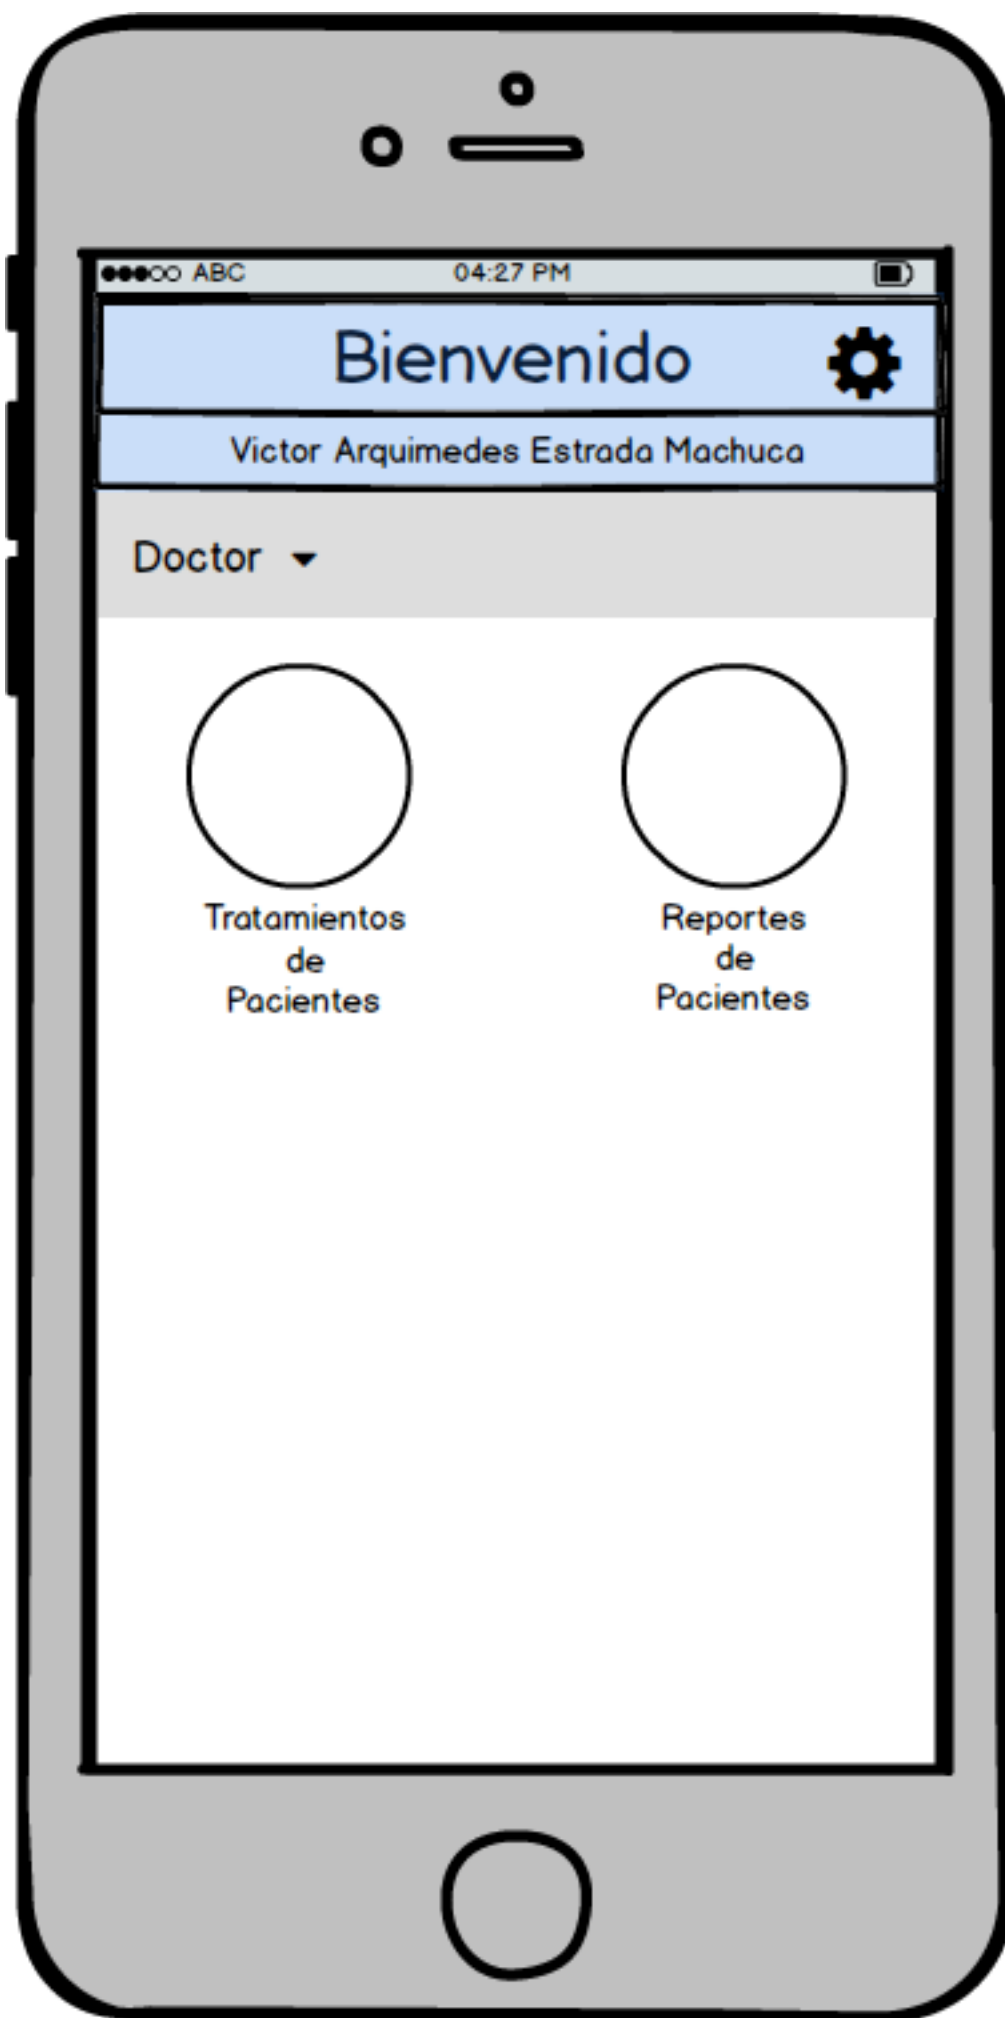 ABC 04:27 PM
Bienvenido
Victor Arquimedes Estrada Machuca
Doctor
Tratamientos
de
Pacientes
Reportes
de
Pacientes